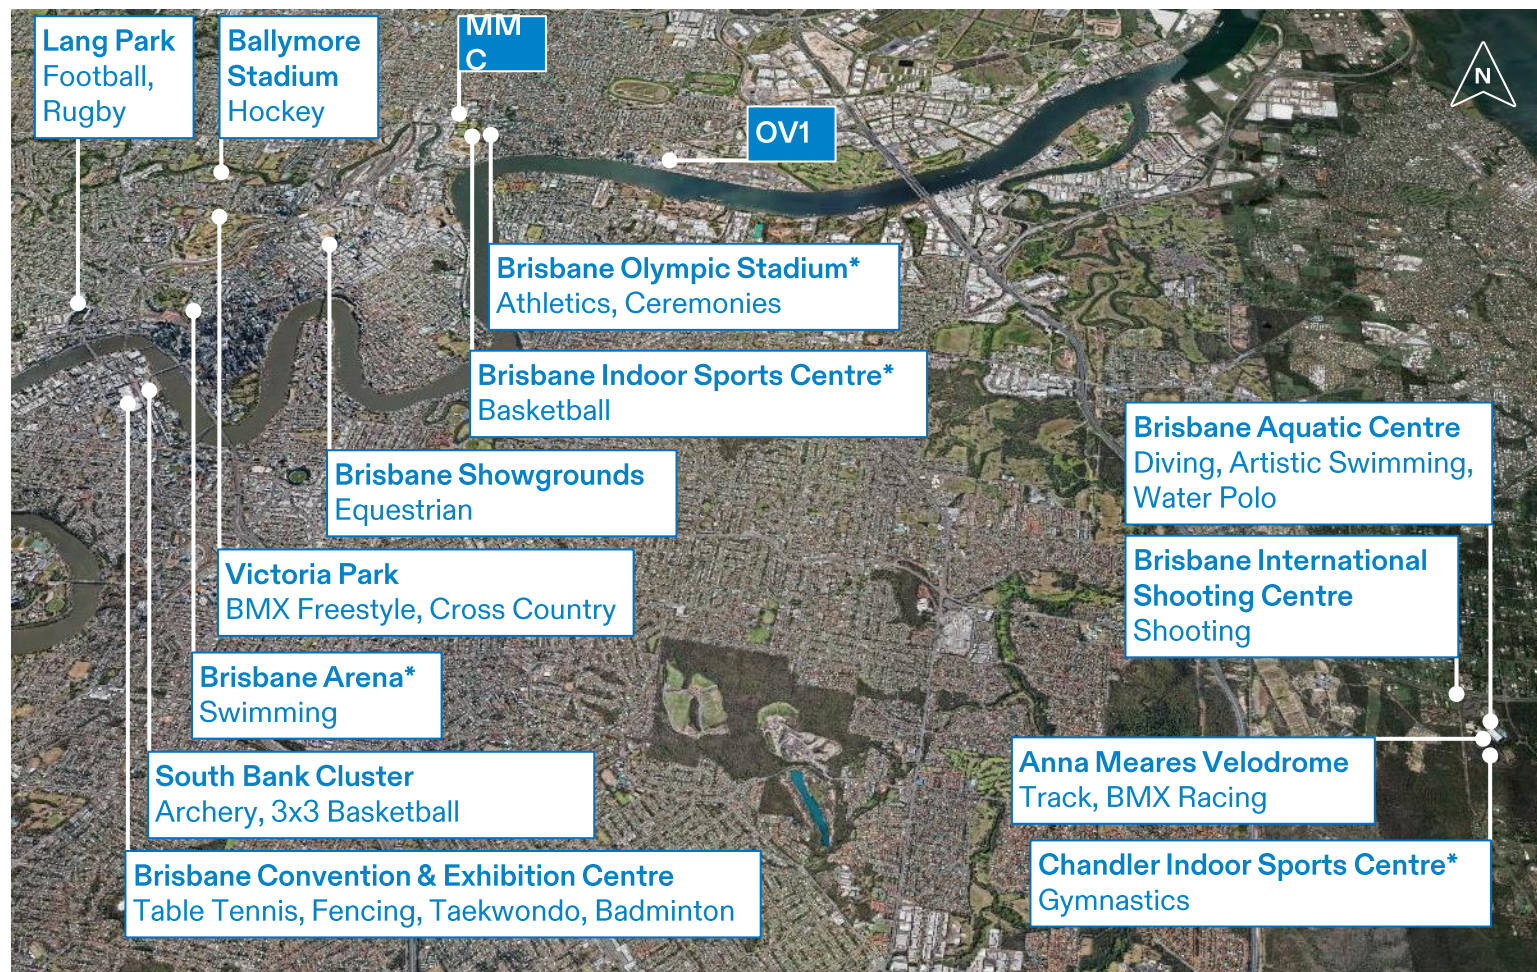 Lang Park
Football,
Rugby
Ballymore
Stadium
Hockey
MM
C
OV1
N
Brisbane Olympic Stadium*
Athletics, Ceremonies
Brisbane Indoor Sports Centre*
Basketball
Brisbane Showgrounds
Equestrian
Victoria Park
BMX Freestyle, Cross Country
Brisbane Arena*
Swimming
South Bank Cluster
Archery, 3x3 Basketball
Brisbane Convention & Exhibition Centre
Table Tennis, Fencing, Taekwondo, Badminton
Brisbane Aquatic Centre
Diving, Artistic Swimming,
Water Polo
Brisbane International
Shooting Centre
Shooting
Anna Meares Velodrome
Track, BMX Racing
Chandler Indoor Sports Centre*
Gymnastics